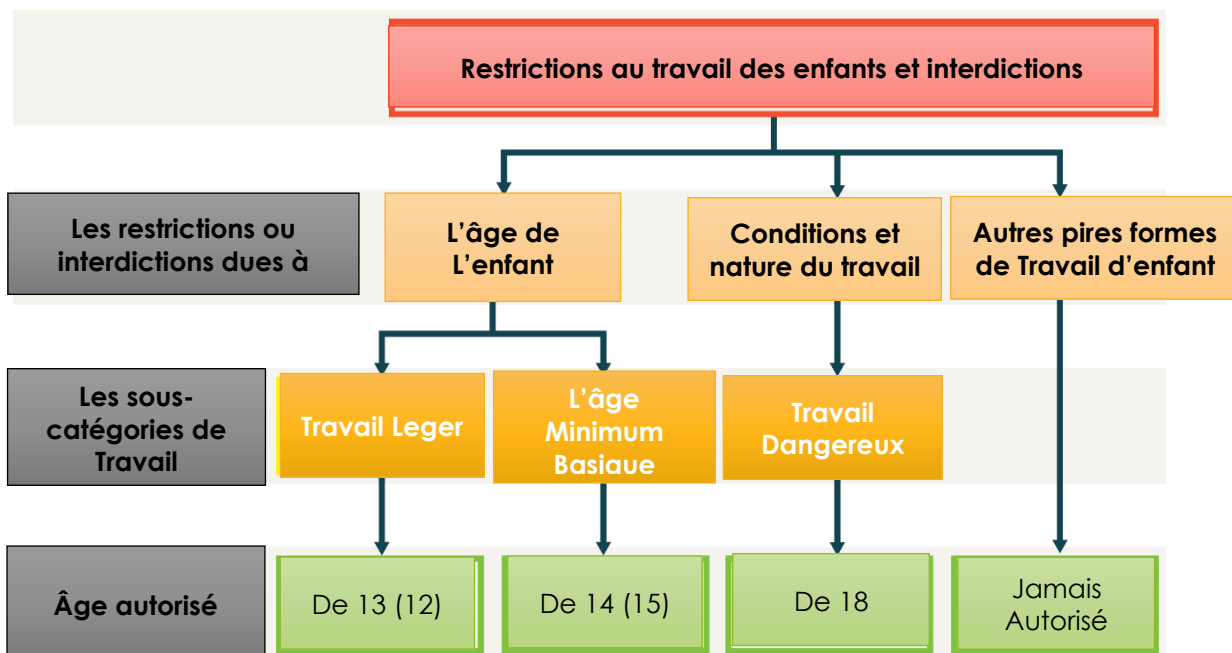 Restrictions au travail des enfants et interdictions
Les restrictions ou
interdictions dues à
L'âge de
L'enfant
Conditions et
nature du travail
Autres pires formes
de Travail d'enfant
Les sous-
catégories de
Travail
Travail Leger
L'âge
Minimum
Basiaue
Travail
Dangereux
Âge autorisé
De 13 (12)
De 14 (15)
De 18
Jamais
Autorisé